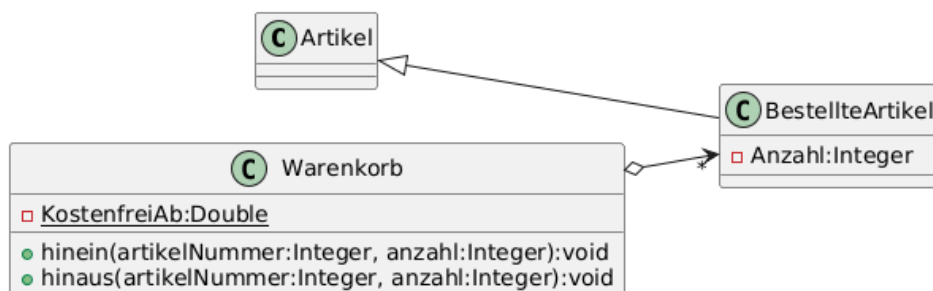 C Artikel
C BestellteArtikel
Anzahl:Integer
*
C Warenkorb
KostenfreiAb:Double
hinein(artikelNummer:Integer, anzahl:Integer):void
hinaus(artikelNummer:Integer, anzahl:Integer):void